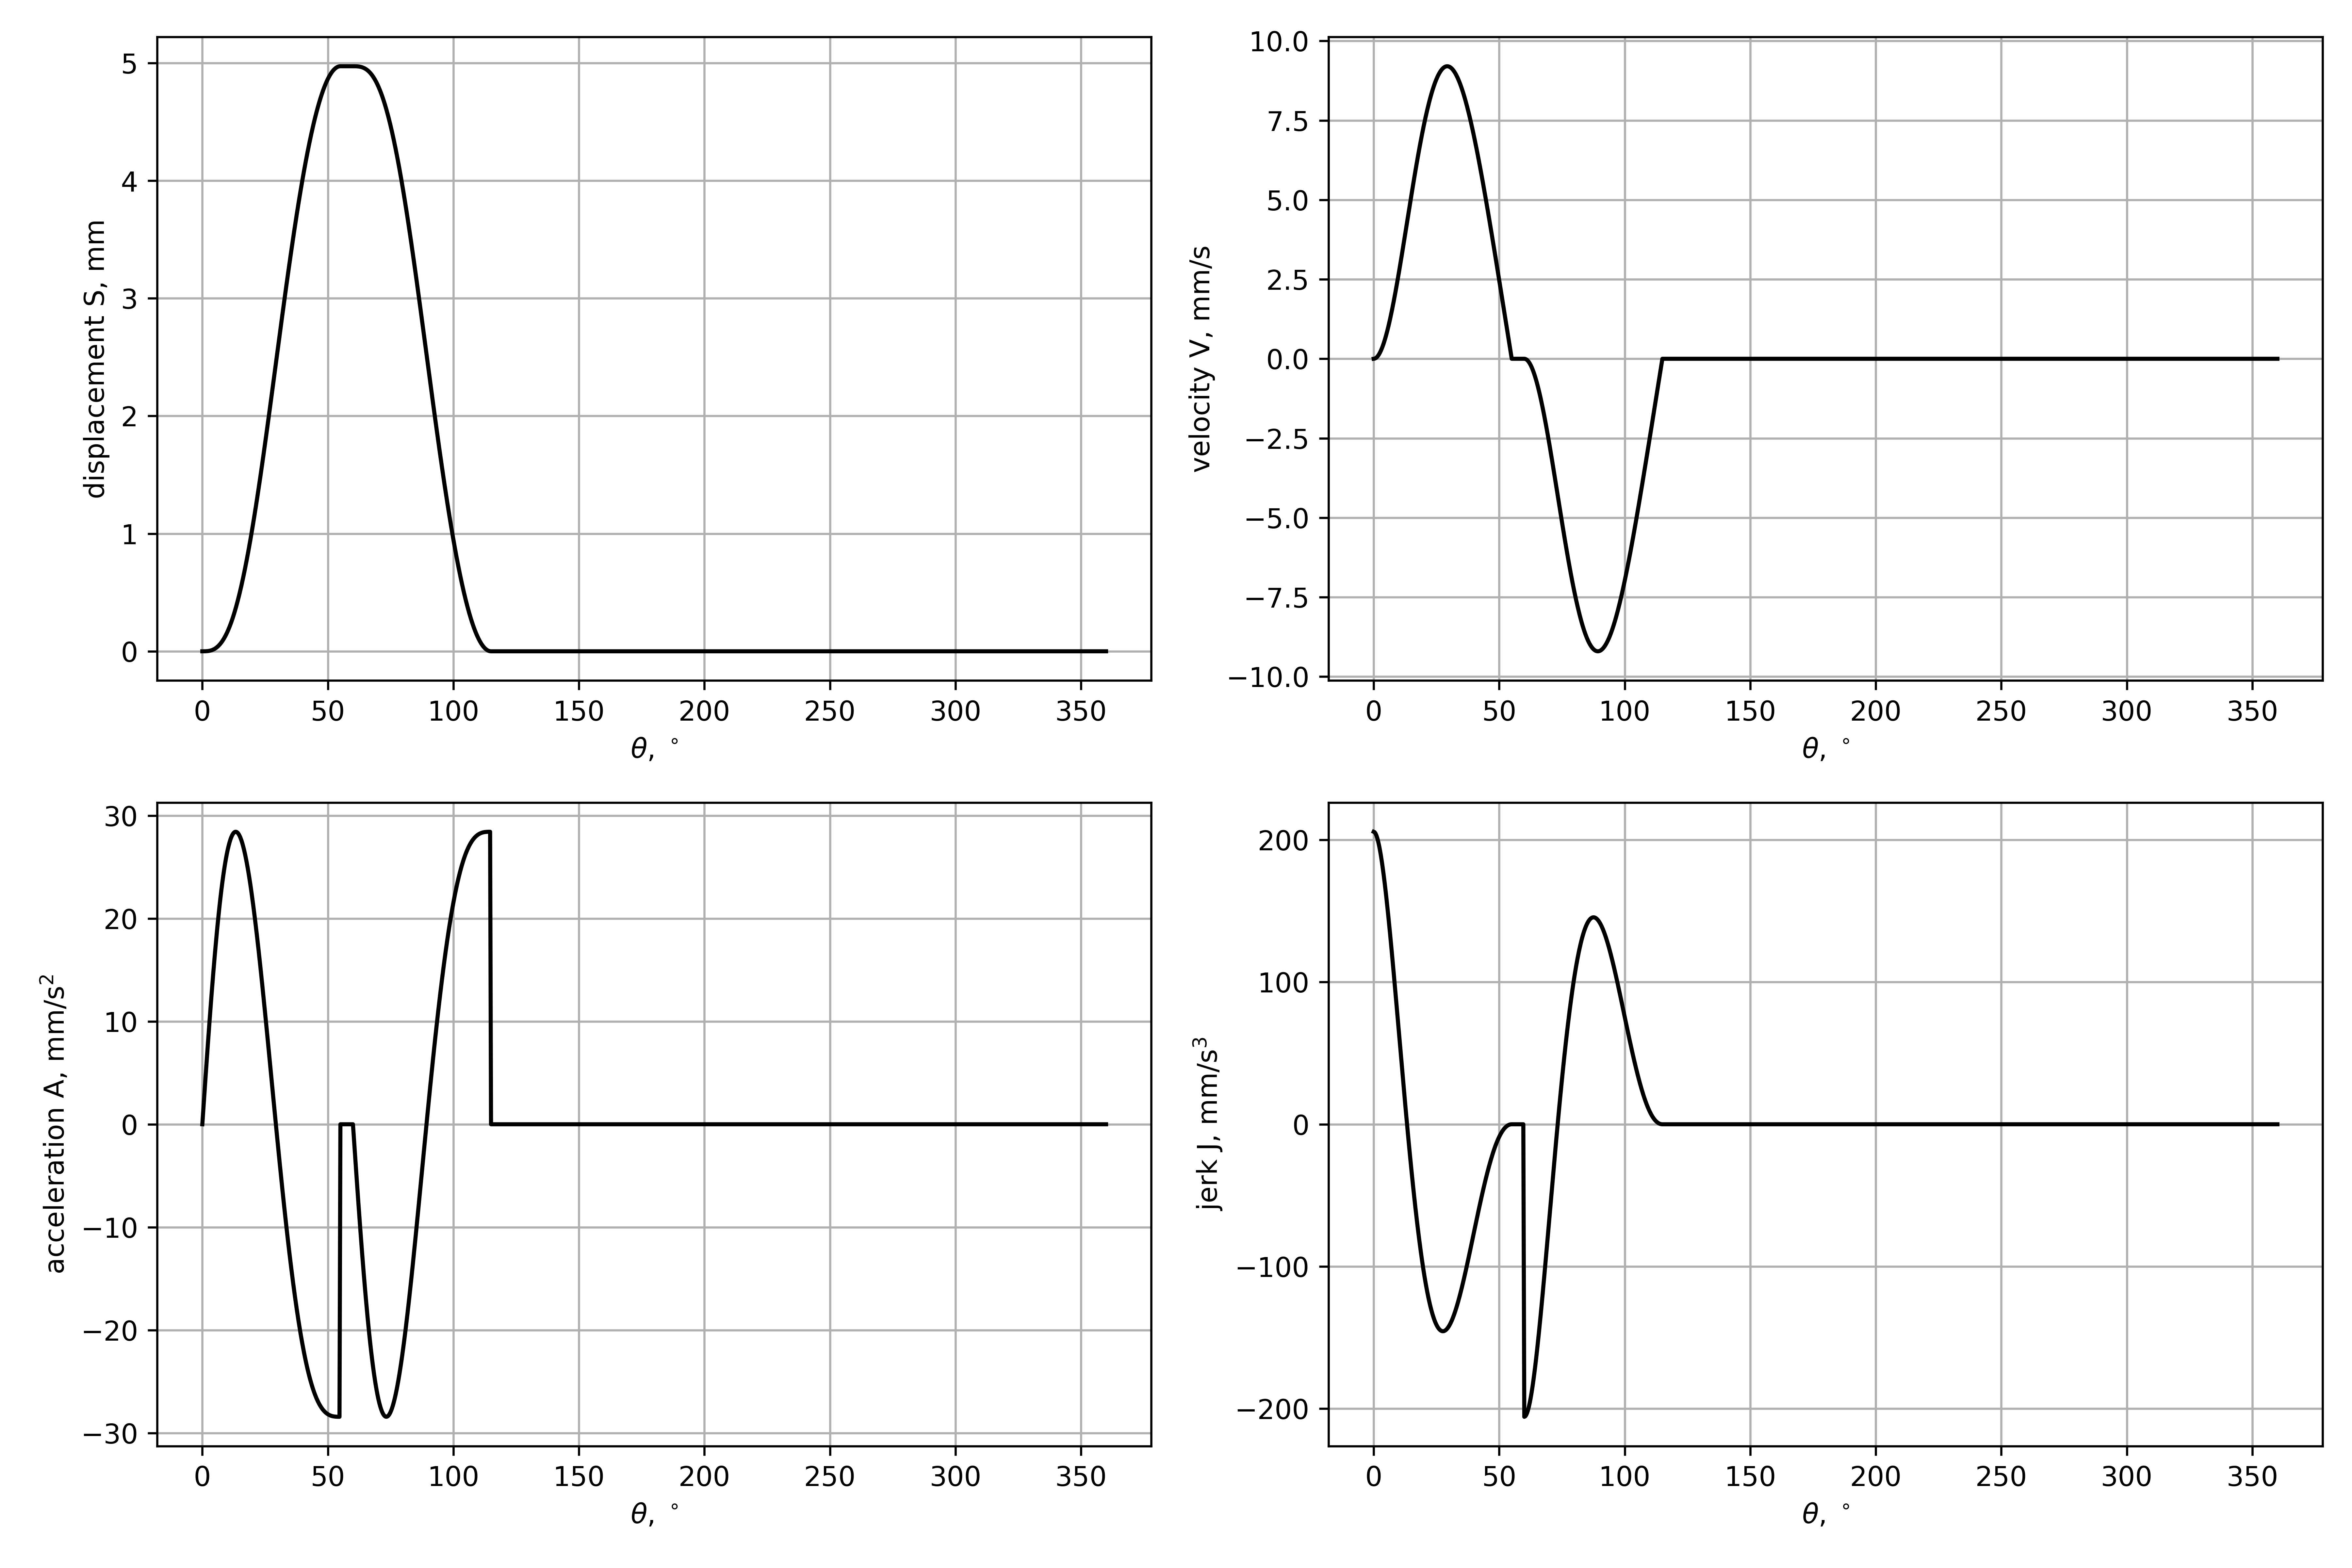 5
4
3
2
1
0
displacement S, mm
0 50 100 150 200 250 300 350
θ, °
10.0
7.5
5.0
2.5
0.0
−2.5
−5.0
−7.5
−10.0
velocity V, mm/s
0 50 100 150 200 250 300 350
θ, °
30
20
10
0
−10
−20
−30
acceleration A, mm/s²
0 50 100 150 200 250 300 350
θ, °
200
100
0
−100
−200
jerk J, mm/s³
0 50 100 150 200 250 300 350
θ, °